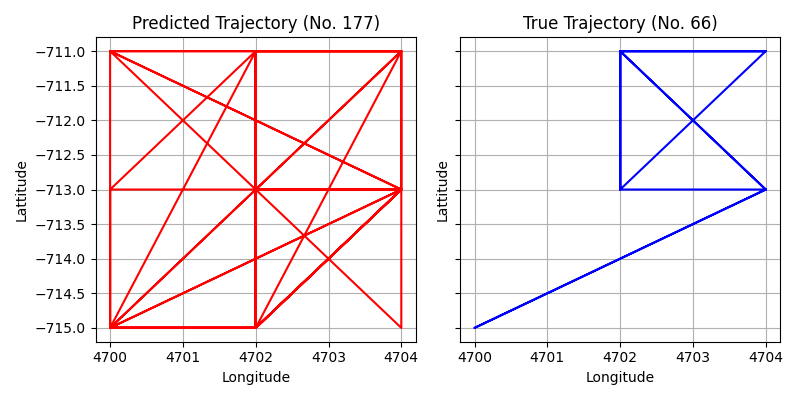 Predicted Trajectory (No. 177)
True Trajectory (No. 66)
−711.0
−711.5
−712.0
−712.5
−713.0
−713.5
−714.0
−714.5
−715.0
Lattitude
Lattitude
4700 4701 4702 4703 4704
4700 4701 4702 4703 4704
Longitude
Longitude